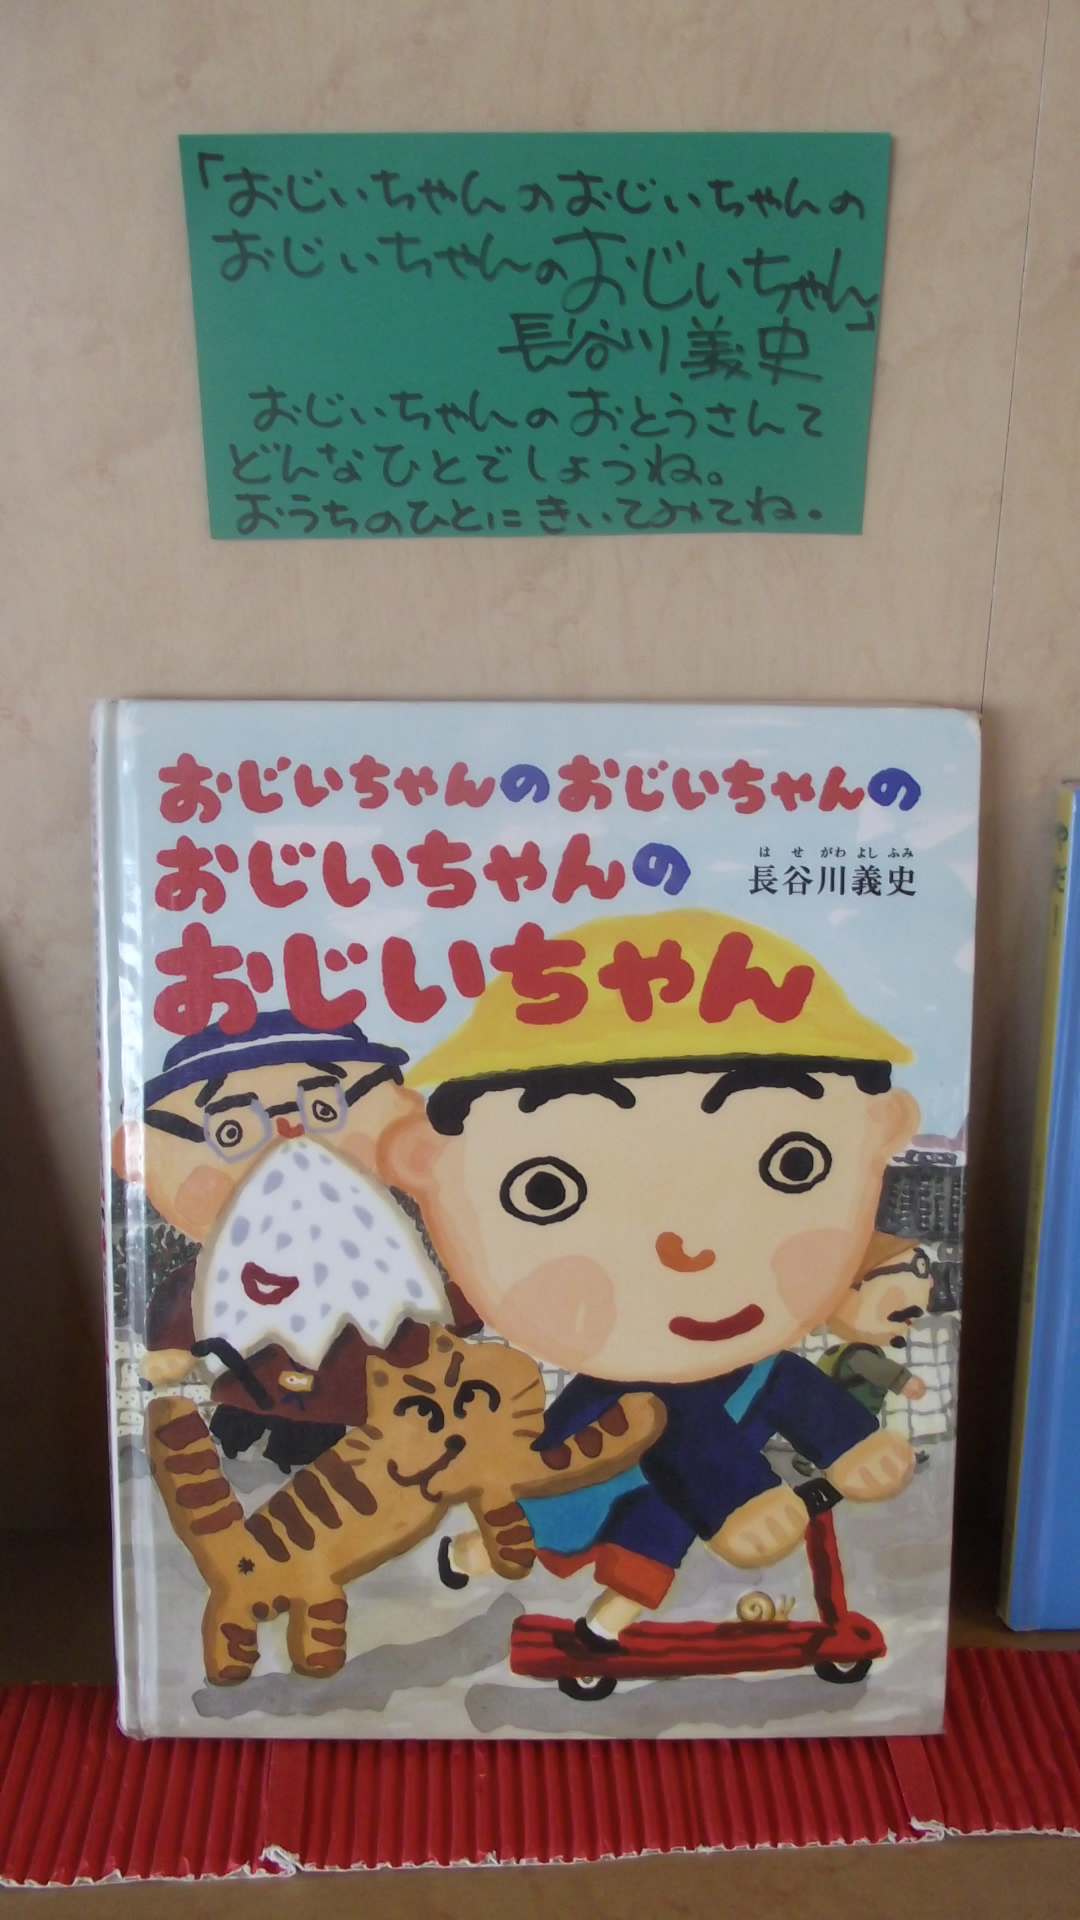 「おじいちゃんのおじいちゃんの
おじいちゃんのおじいちゃん」
長谷川義史
おじいちゃんのおとうさんて
どんなひとでしょうね。
おうちのひとにきいてみてね.
おじいちゃんのおじいちゃんの
おじいちゃんの
はせがわよしふみ
長谷川義史
おじいちゃん